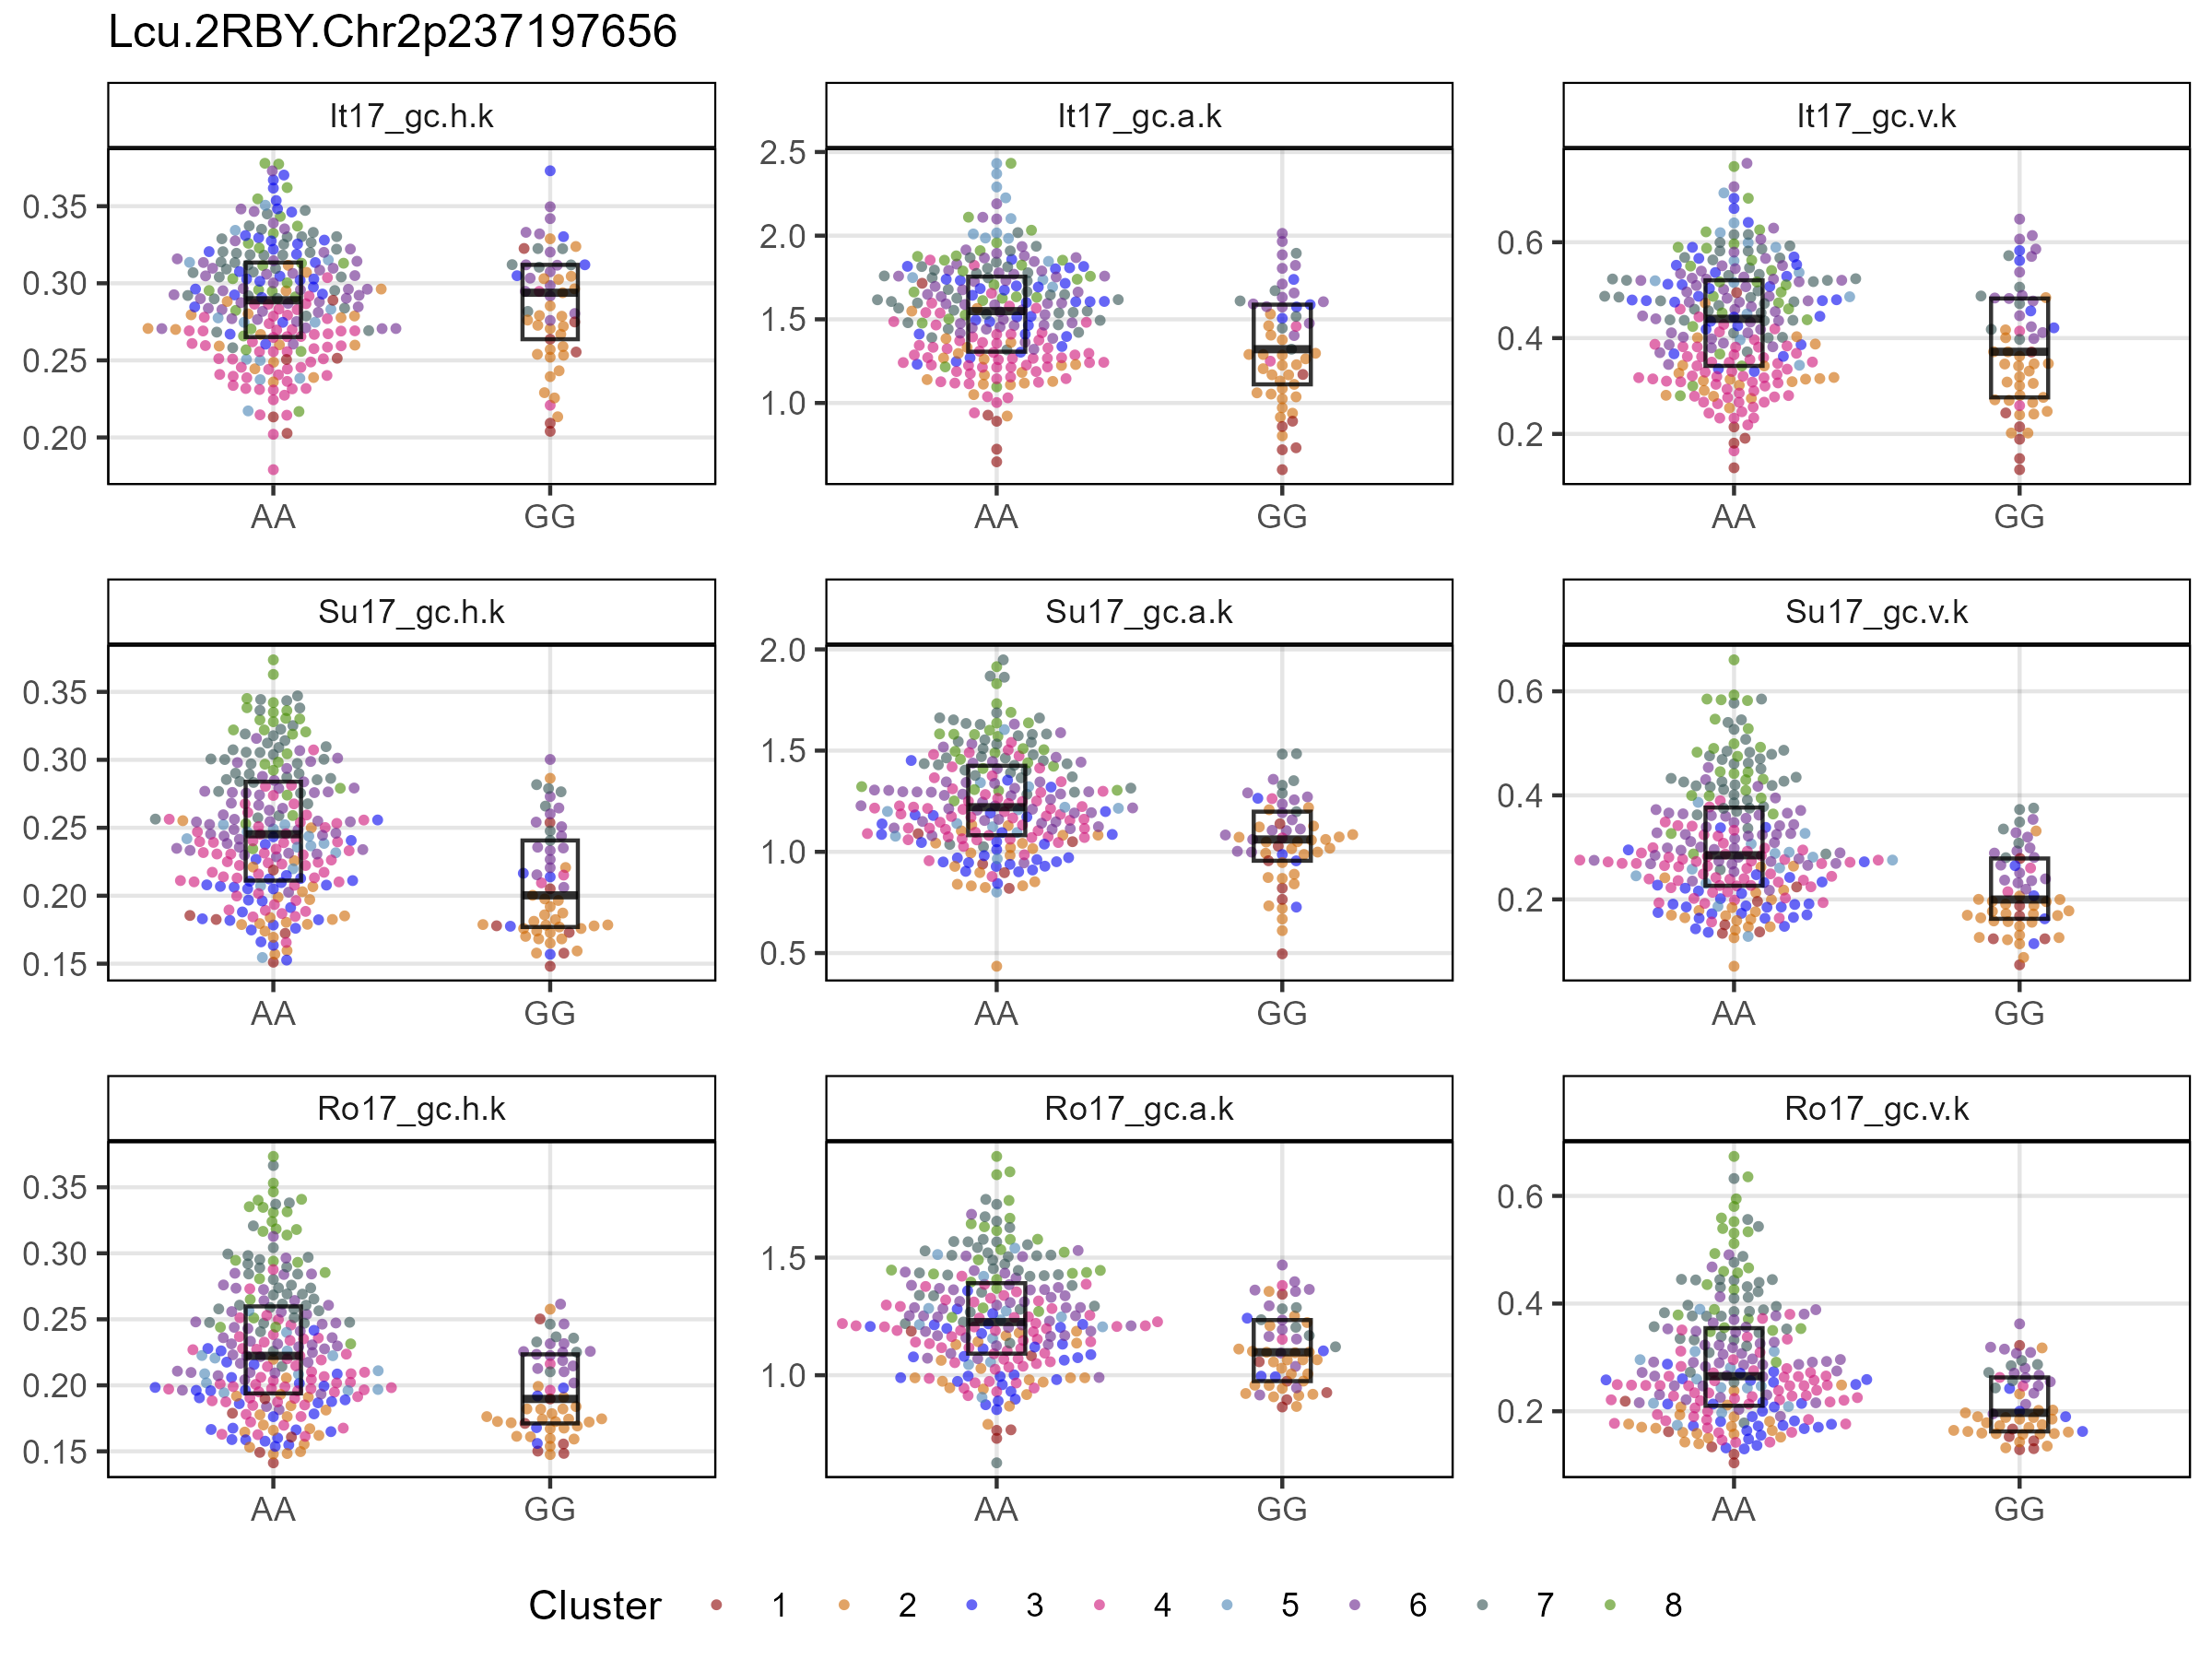 Lcu.2RBY.Chr2p237197656
It17_gc.h.k
It17_gc.a.k
It17_gc.v.k
0.35
0.30
0.25
0.20
2.5
2.0
1.5
1.0
0.6
0.4
0.2
AA GG
AA GG
AA GG
Su17_gc.h.k
Su17_gc.a.k
Su17_gc.v.k
0.35
0.30
0.25
0.20
0.15
2.0
1.5
1.0
0.5
0.6
0.4
0.2
AA GG
AA GG
AA GG
Ro17_gc.h.k
Ro17_gc.a.k
Ro17_gc.v.k
0.35
0.30
0.25
0.20
0.15
1.5
1.0
0.6
0.4
0.2
AA GG
AA GG
AA GG
Cluster 1 2 3 4 5 6 7 8